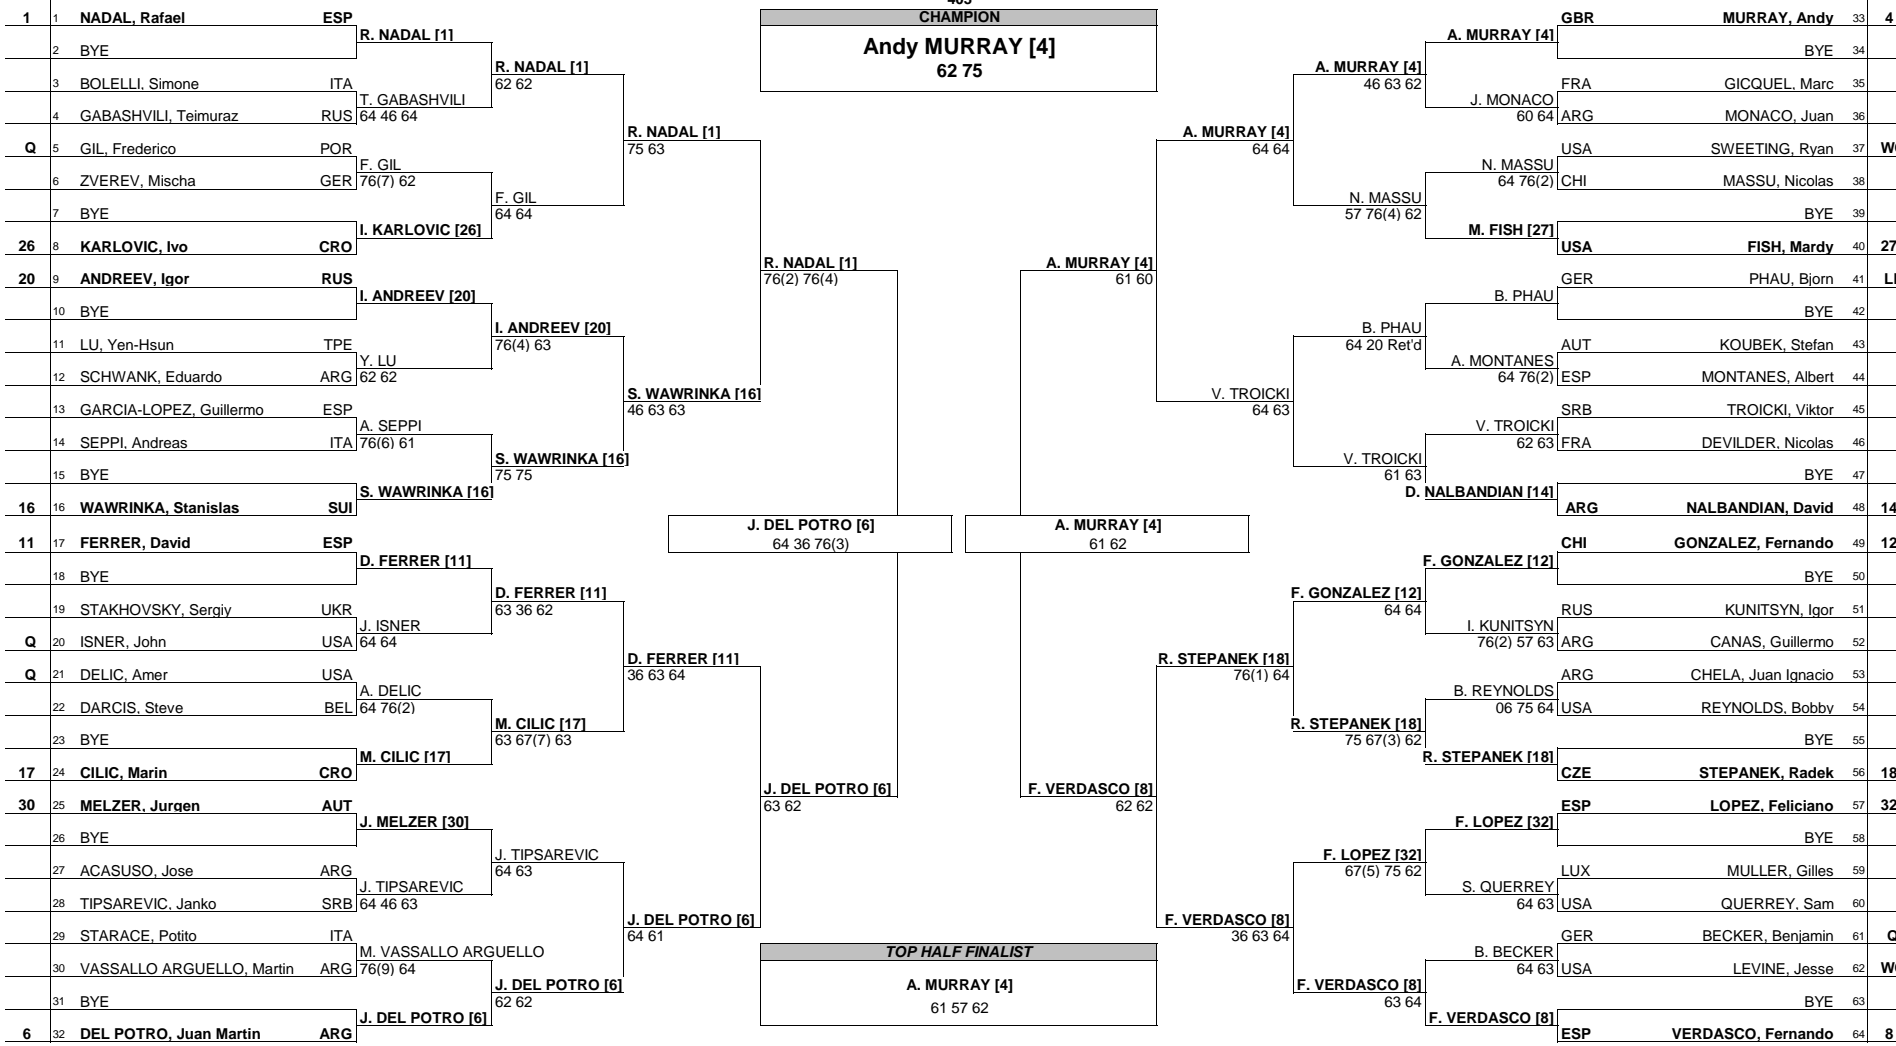 CHAMPION
Andy MURRAY [4]
62 75
1 1 NADAL, Rafael ESP
2 BYE
3 BOLELLI, Simone ITA
4 GABASHVILI, Teimuraz RUS
Q 5 GIL, Frederico POR
6 ZVEREV, Mischa GER
7 BYE
26 8 KARLOVIC, Ivo CRO
20 9 ANDREEV, Igor RUS
10 BYE
11 LU, Yen-Hsun TPE
12 SCHWANK, Eduardo ARG
13 GARCIA-LOPEZ, Guillermo ESP
14 SEPPI, Andreas ITA
15 BYE
16 16 WAWRINKA, Stanislas SUI
11 17 FERRER, David ESP
18 BYE
19 STAKHOVSKY, Sergiy UKR
Q 20 ISNER, John USA
Q 21 DELIC, Amer USA
22 DARCIS, Steve BEL
23 BYE
17 24 CILIC, Marin CRO
30 25 MELZER, Jurgen AUT
26 BYE
27 ACASUSO, Jose ARG
28 TIPSAREVIC, Janko SRB
29 STARACE, Potito ITA
30 VASSALLO ARGUELLO, Martin ARG
31 BYE
6 32 DEL POTRO, Juan Martin ARG
R. NADAL [1]
T. GABASHVILI
64 46 64
F. GIL
76(7) 62
I. KARLOVIC [26]
I. ANDREEV [20]
Y. LU
62 62
A. SEPPI
76(6) 61
S. WAWRINKA [16]
D. FERRER [11]
J. ISNER
64 64
A. DELIC
64 76(2)
M. CILIC [17]
J. MELZER [30]
J. TIPSAREVIC
64 46 63
M. VASSALLO ARGUELLO
76(9) 64
J. DEL POTRO [6]
R. NADAL [1]
62 62
F. GIL
64 64
I. ANDREEV [20]
76(4) 63
S. WAWRINKA [16]
75 75
D. FERRER [11]
63 36 62
M. CILIC [17]
63 67(7) 63
J. TIPSAREVIC
64 63
J. DEL POTRO [6]
62 62
R. NADAL [1]
75 63
S. WAWRINKA [16]
46 63 63
D. FERRER [11]
36 63 64
J. DEL POTRO [6]
64 61
R. NADAL [1]
76(2) 76(4)
J. DEL POTRO [6]
63 62
J. DEL POTRO [6]
64 36 76(3)
A. MURRAY [4]
61 62
TOP HALF FINALIST
A. MURRAY [4]
61 57 62
A. MURRAY [4]
61 60
F. VERDASCO [8]
62 62
A. MURRAY [4]
64 64
V. TROICKI
64 63
R. STEPANEK [18]
76(1) 64
F. VERDASCO [8]
36 63 64
A. MURRAY [4]
46 63 62
N. MASSU
57 76(4) 62
B. PHAU
64 20 Ret'd
V. TROICKI
61 63
F. GONZALEZ [12]
64 64
R. STEPANEK [18]
75 67(3) 62
F. LOPEZ [32]
67(5) 75 62
F. VERDASCO [8]
63 64
A. MURRAY [4]
J. MONACO
60 64
N. MASSU
64 76(2)
M. FISH [27]
B. PHAU
A. MONTANES
64 76(2)
V. TROICKI
62 63
D. NALBANDIAN [14]
F. GONZALEZ [12]
I. KUNITSYN
76(2) 57 63
B. REYNOLDS
06 75 64
R. STEPANEK [18]
F. LOPEZ [32]
S. QUERREY
64 63
B. BECKER
64 63
F. VERDASCO [8]
GBR MURRAY, Andy 33 4
BYE 34
FRA GICQUEL, Marc 35
ARG MONACO, Juan 36
USA SWEETING, Ryan 37
CHI MASSU, Nicolas 38
BYE 39
USA FISH, Mardy 40 27
GER PHAU, Bjorn 41
BYE 42
AUT KOUBEK, Stefan 43
ESP MONTANES, Albert 44
SRB TROICKI, Viktor 45
FRA DEVILDER, Nicolas 46
BYE 47
ARG NALBANDIAN, David 48 14
CHI GONZALEZ, Fernando 49 12
BYE 50
RUS KUNITSYN, Igor 51
ARG CANAS, Guillermo 52
ARG CHELA, Juan Ignacio 53
USA REYNOLDS, Bobby 54
BYE 55
CZE STEPANEK, Radek 56 18
ESP LOPEZ, Feliciano 57 32
BYE 58
LUX MULLER, Gilles 59
USA QUERREY, Sam 60
GER BECKER, Benjamin 61 Q
USA LEVINE, Jesse 62
BYE 63
ESP VERDASCO, Fernando 64 8